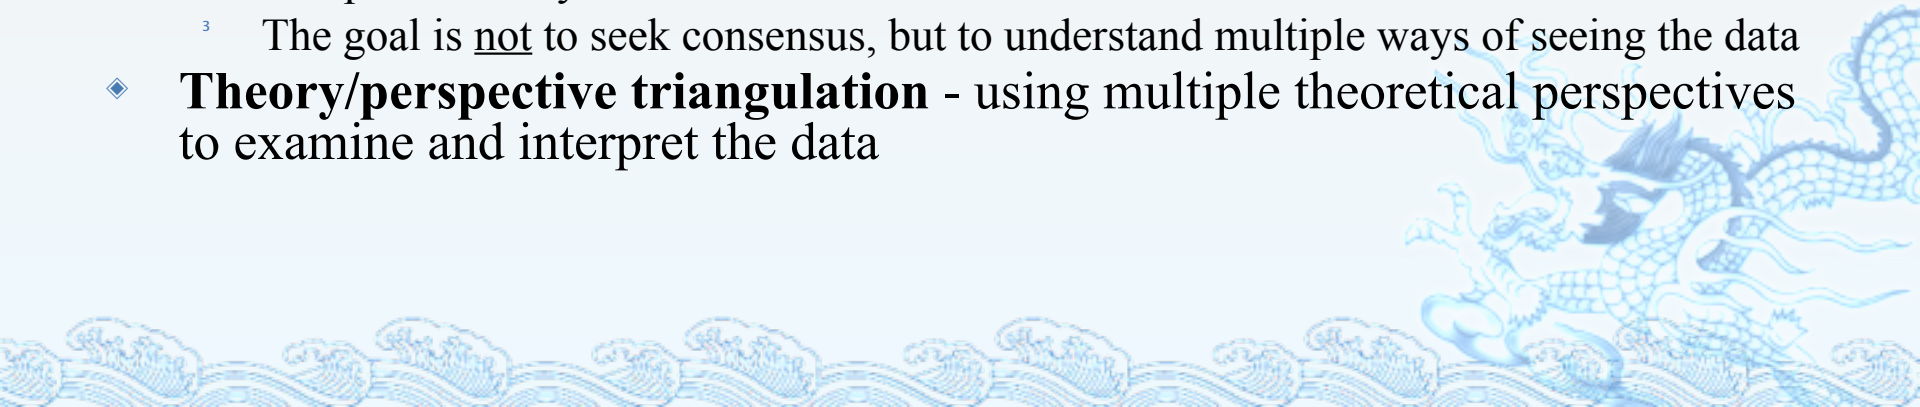 3 The goal is not to seek consensus, but to understand multiple ways of seeing the data
Theory/perspective triangulation - using multiple theoretical perspectives
to examine and interpret the data